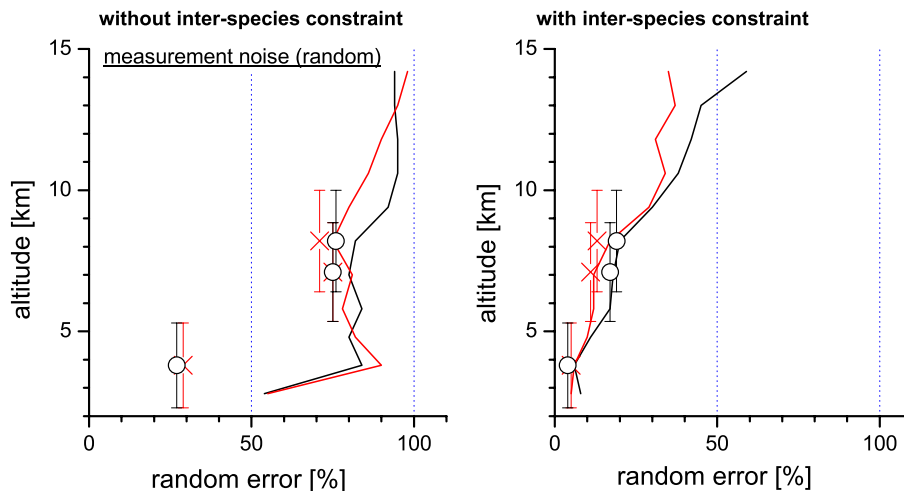 without inter-species constraint
with inter-species constraint
measurement noise (random)
15
10
5
altitude [km]
0
50
100
random error [%]
15
10
5
altitude [km]
0
50
100
random error [%]